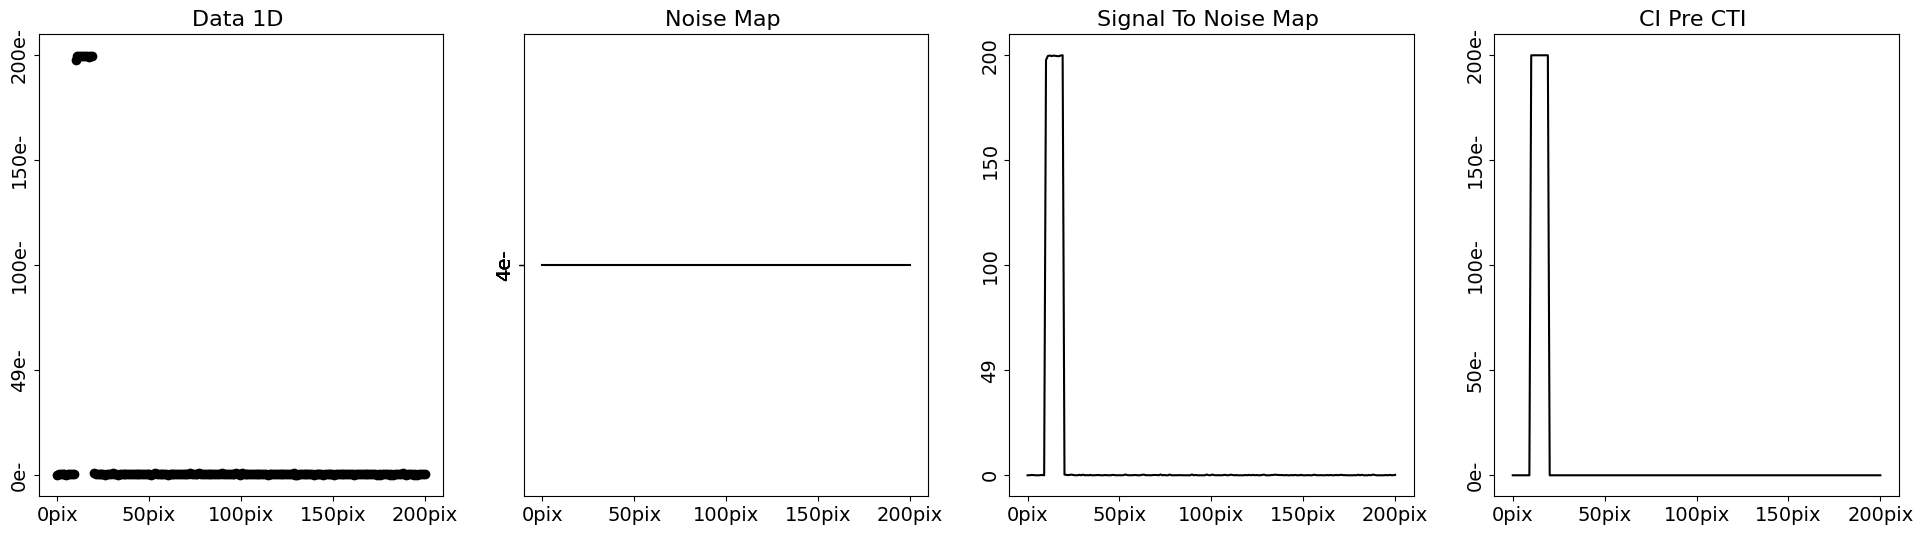 Data 1D
200e-
150e-
100e-
49e-
0e-
0pix 50pix 100pix 150pix 200pix
Noise Map
4e-
0pix 50pix 100pix 150pix 200pix
Signal To Noise Map
200
150
100
49
0
0pix 50pix 100pix 150pix 200pix
CI Pre CTI
200e-
150e-
100e-
50e-
0e-
0pix 50pix 100pix 150pix 200pix